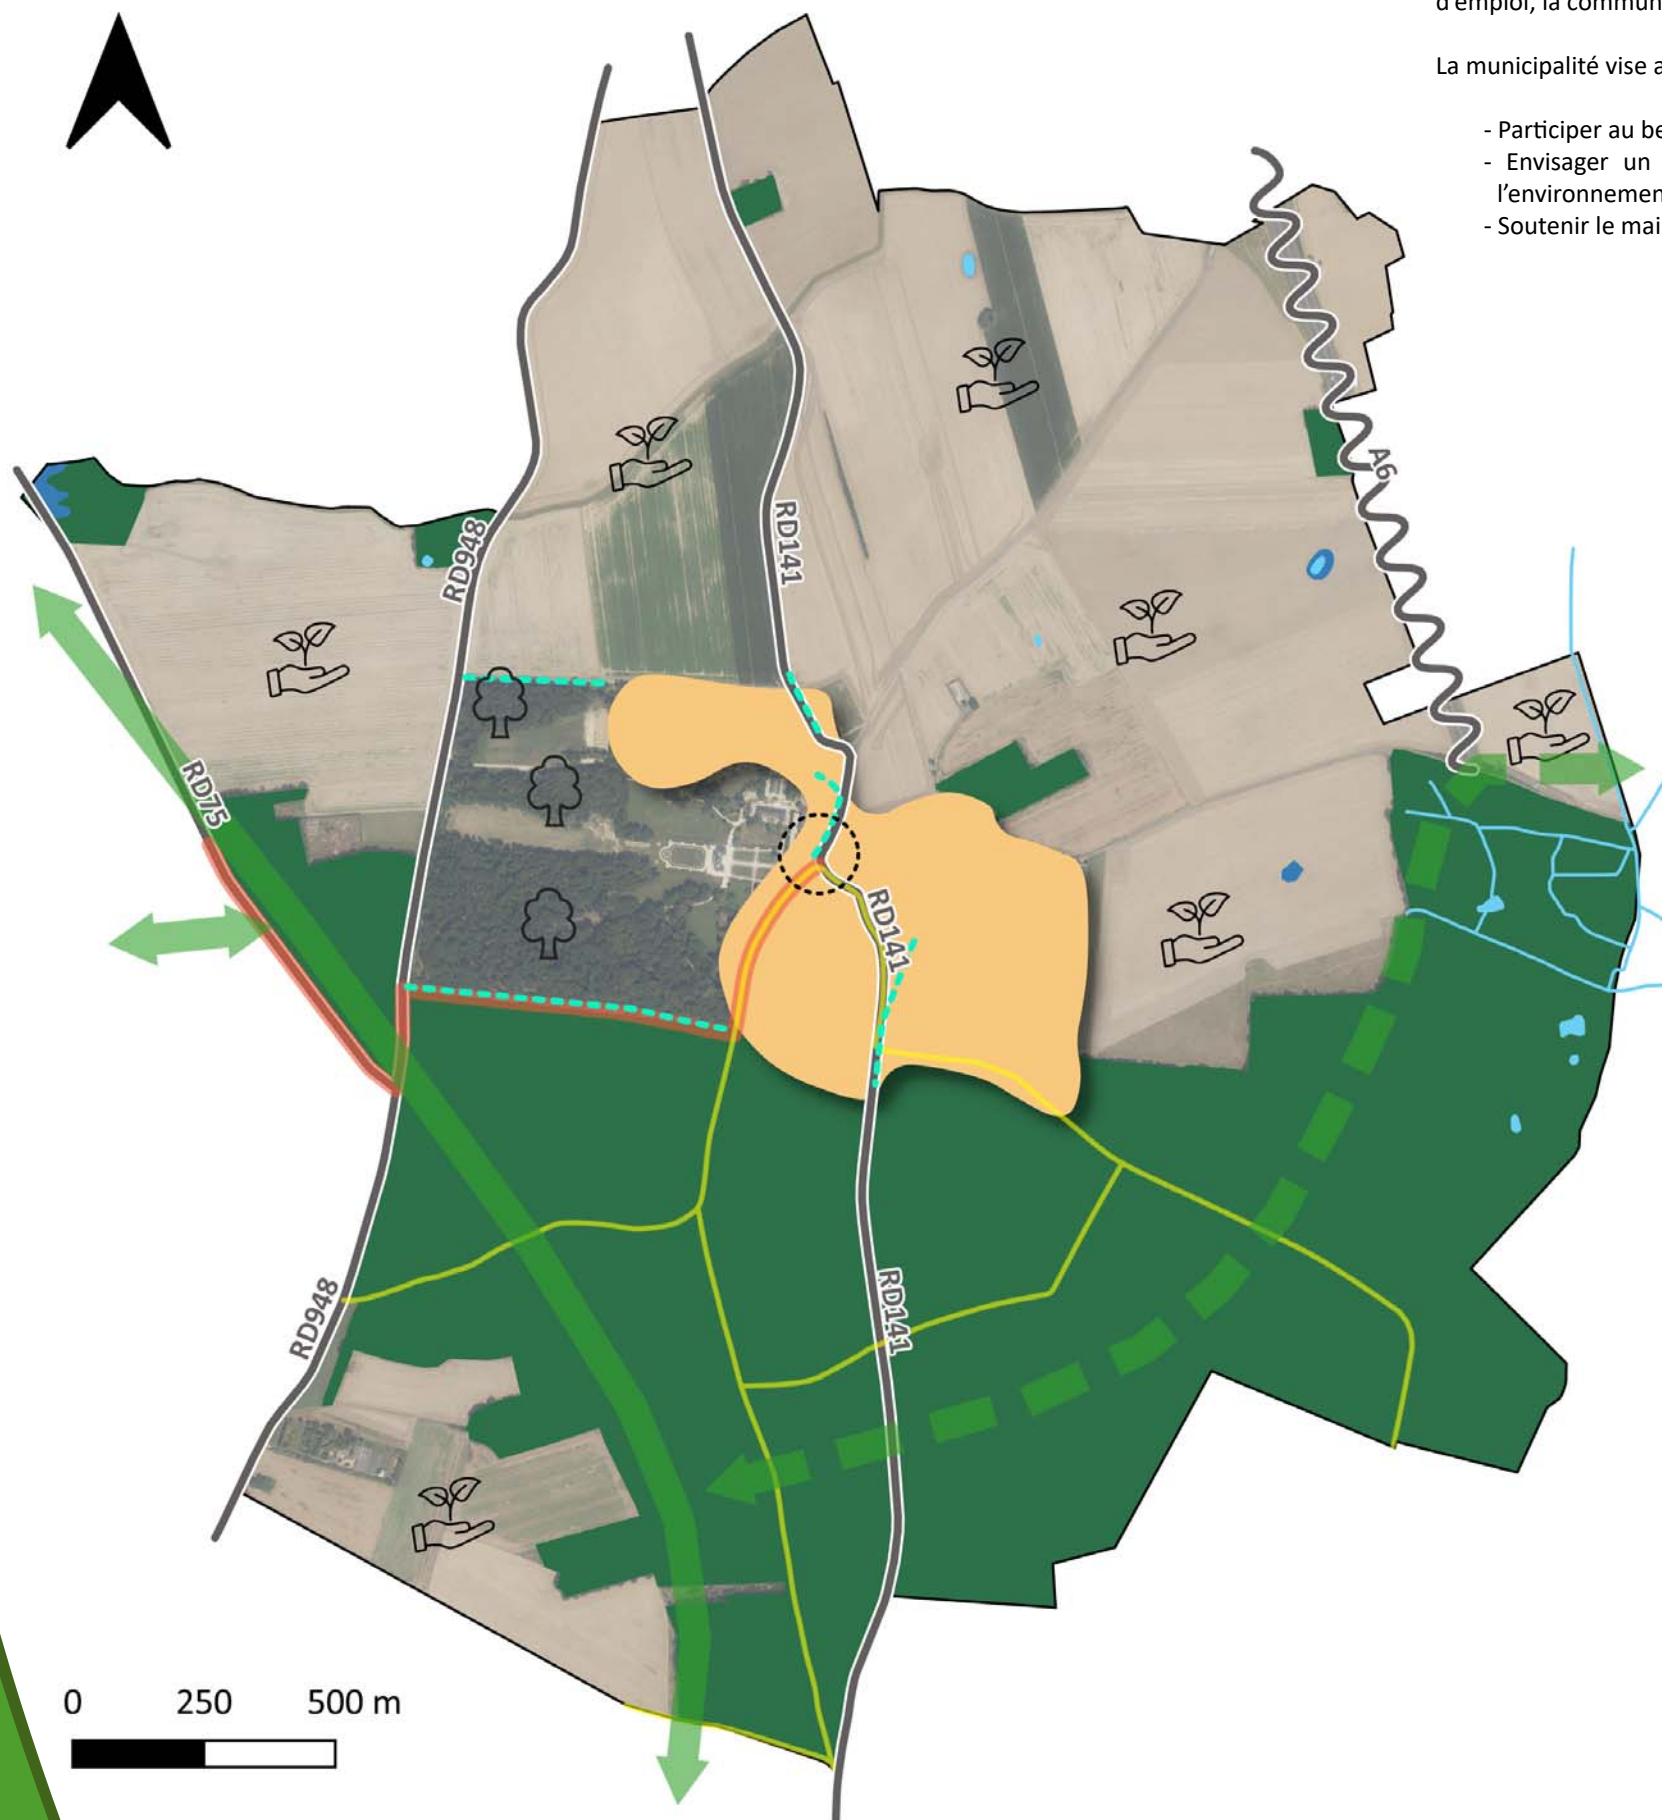 d'emploi, la commun
La municipalité vise a
- Participer au be
- Envisager un
l'environnemen
- Soutenir le mai
A6
RD948
RD141
RD75
RD141
RD948
RD141
0 250 500 m